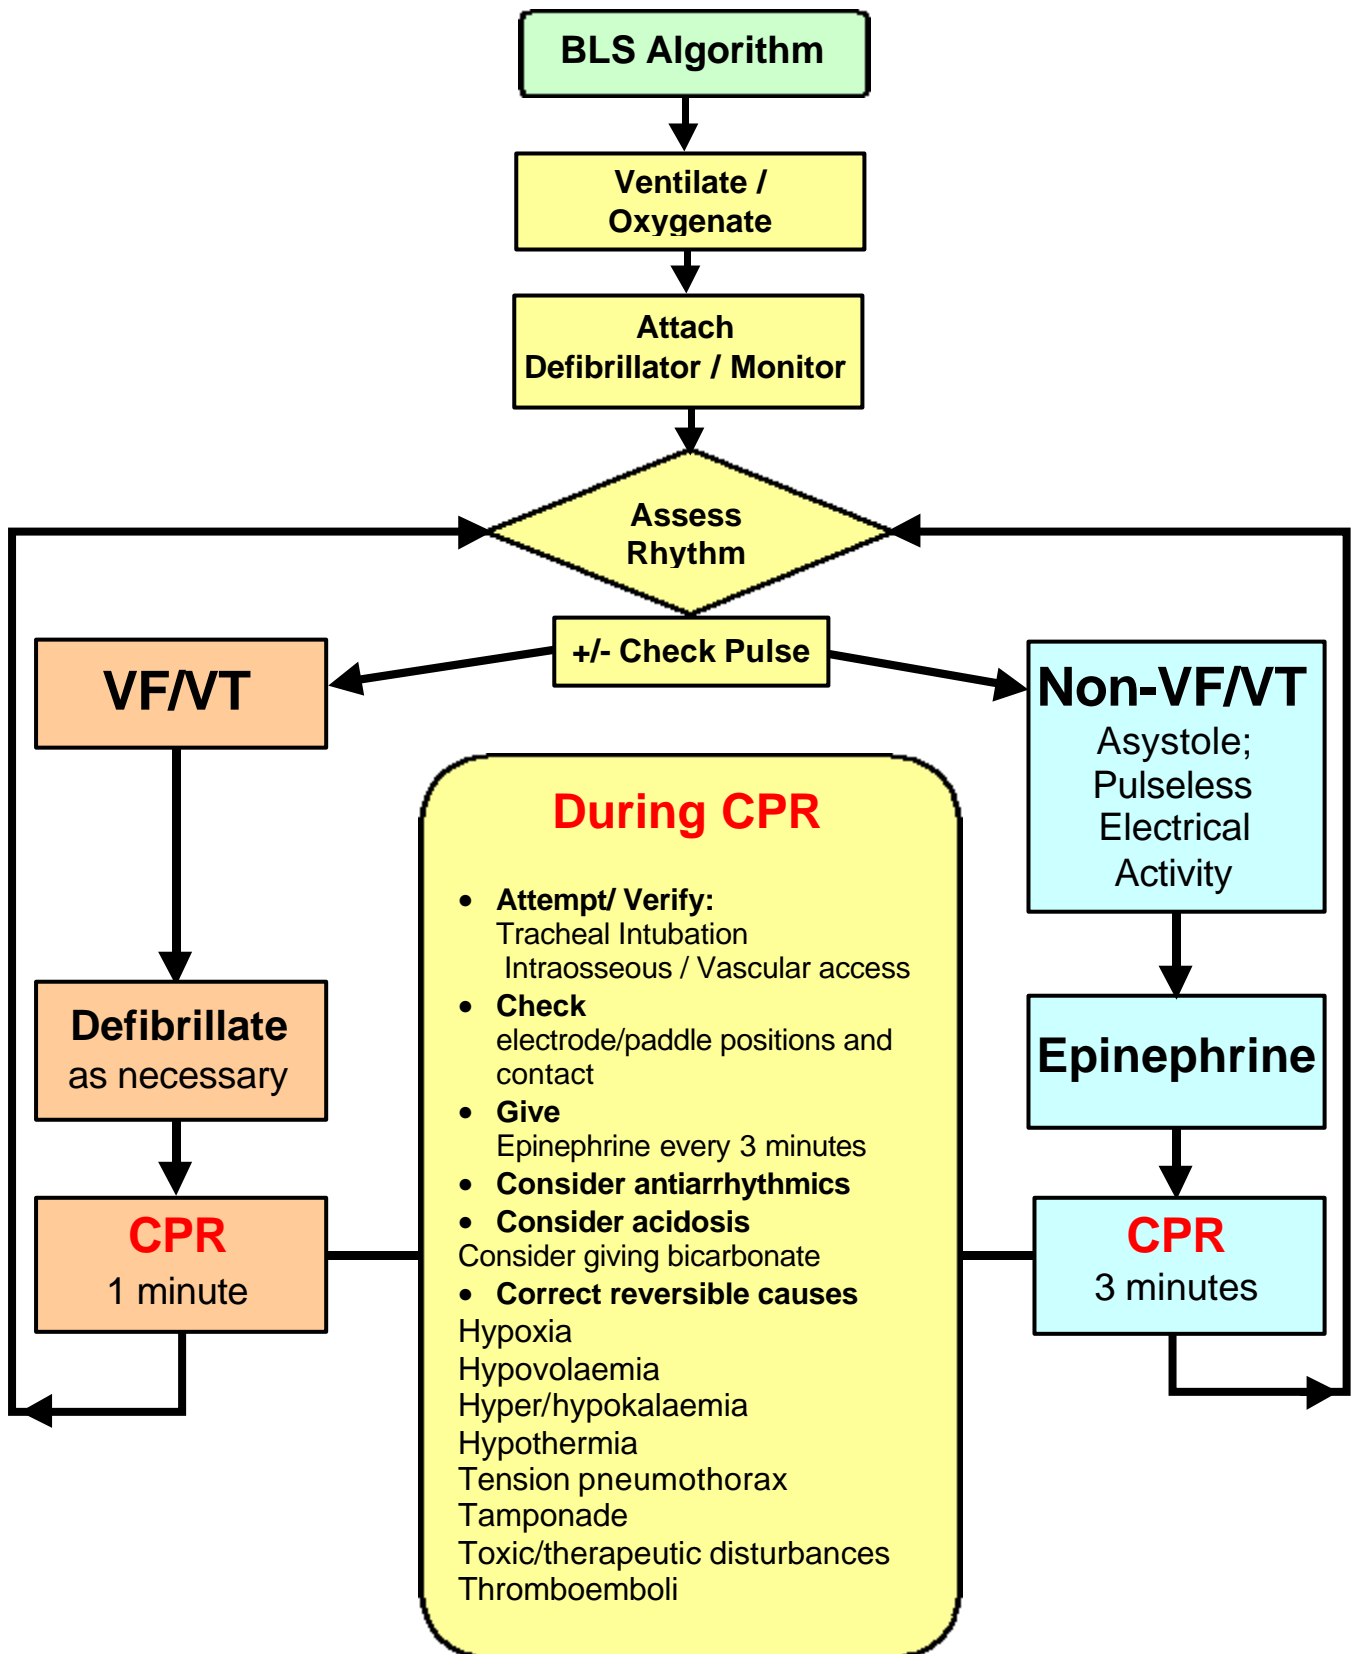 BLS Algorithm
Ventilate /
Oxygenate
Attach
Defibrillator / Monitor
Assess
Rhythm
+/- Check Pulse
VF/VT
Non-VF/VT
Asystole;
Pulseless
Electrical
Activity
Defibrillate
as necessary
Epinephrine
CPR
1 minute
CPR
3 minutes
During CPR
• Attempt/ Verify:
Tracheal Intubation
Intraosseous / Vascular access
• Check
electrode/paddle positions and
contact
• Give
Epinephrine every 3 minutes
• Consider antiarrhythmics
• Consider acidosis
Consider giving bicarbonate
• Correct reversible causes
Hypoxia
Hypovolaemia
Hyper/hypokalaemia
Hypothermia
Tension pneumothorax
Tamponade
Toxic/therapeutic disturbances
Thromboemboli